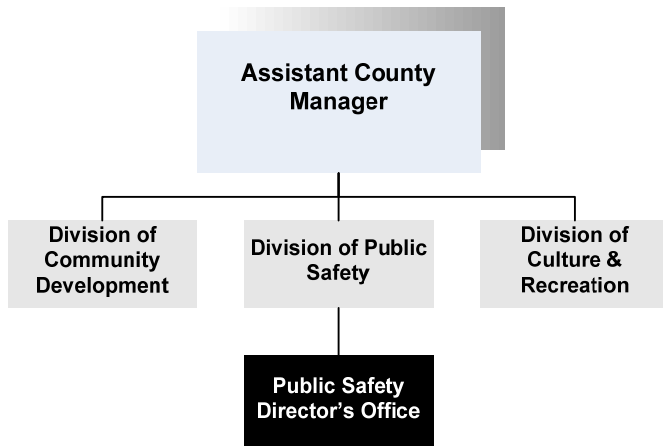 Assistant County
Manager
Division of
Community
Development
Division of Public
Safety
Division of
Culture &
Recreation
Public Safety
Director’s Office